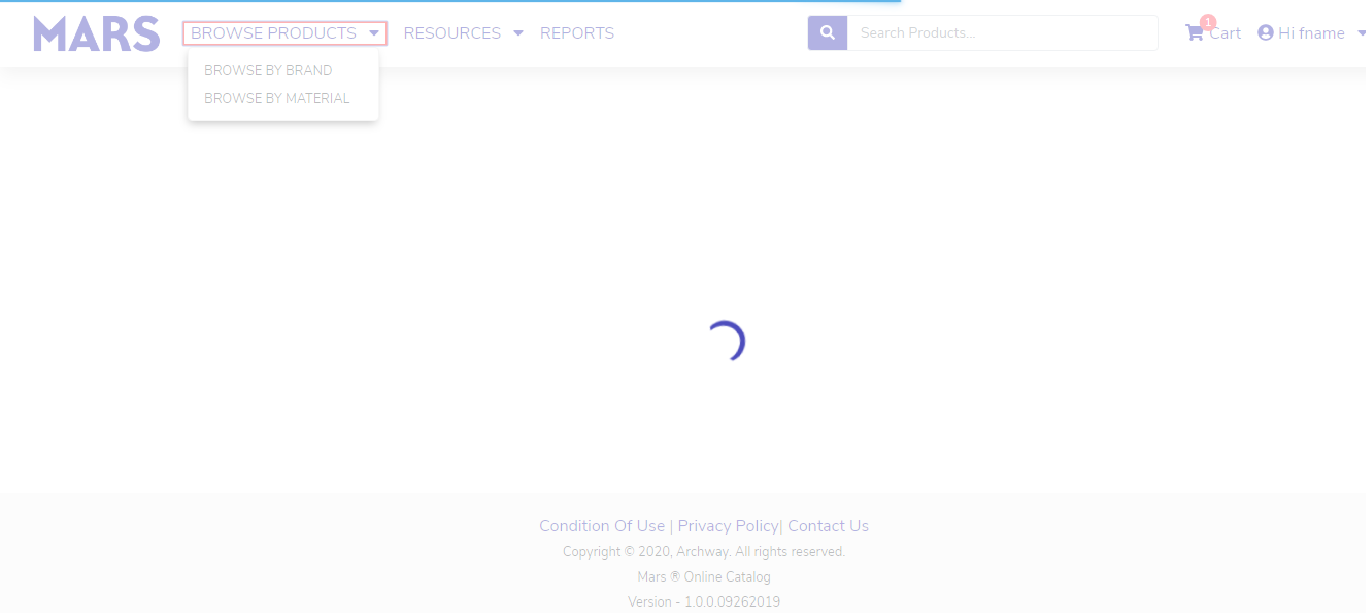 MARS BROWSE PRODUCTS RESOURCES REPORTS Search Products... 1 Cart Hi fname
BROWSE BY BRAND
BROWSE BY MATERIAL
Condition Of Use | Privacy Policy| Contact Us
Copyright © 2020, Archway. All rights reserved.
Mars ® Online Catalog
Version - 1.0.0.09262019